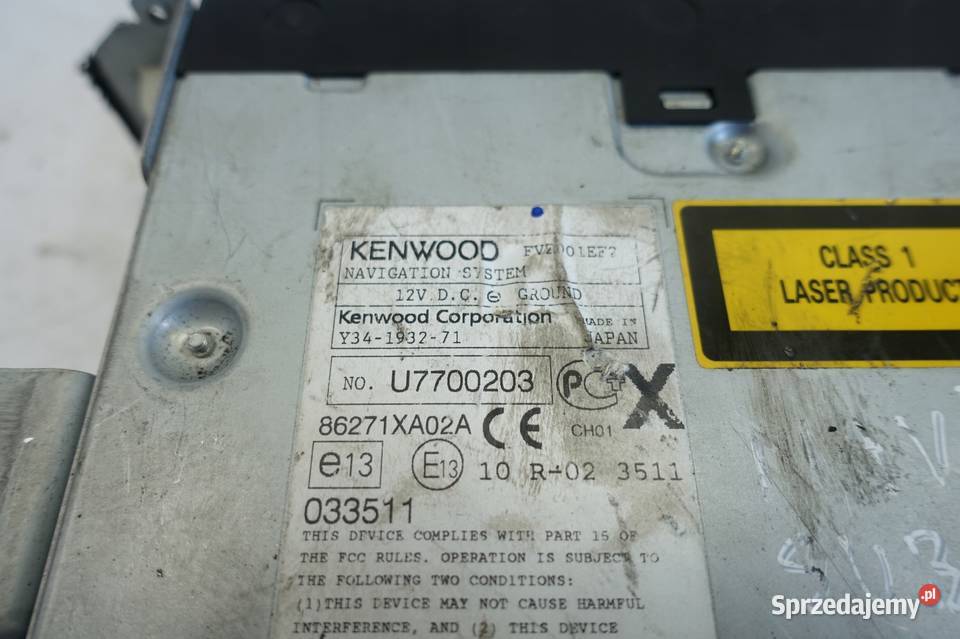 KENWOOD
NAVIGATION SYSTEM
12V D.C. ⊖ GROUND
Kenwood Corporation MADE IN
Y34-1932-71 JAPAN
NO. U7700203
X
86271XA02A CE CH01
e13 E13 10 R-02 3511
033511
THIS DEVICE COMPLIES WITH PART 15 OF
THE FCC RULES. OPERATION IS SUBJECT TO
THE FOLLOWING TWO CONDITIONS:
(1)THIS DEVICE MAY NOT CAUSE HARMFUL
INTERFERENCE, AND (2) THIS DEVICE
CLASS 1
LASER PRODUCT
Sprzedajemy.pl